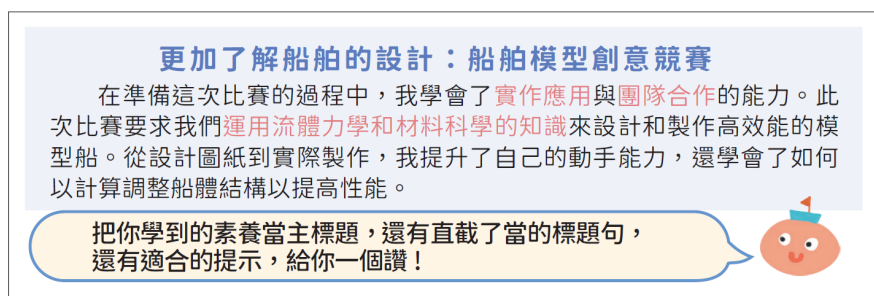 更加了解船舶的設計：船舶模型創意競賽
在準備這次比賽的過程中，我學會了實作應用與團隊合作的能力。此
次比賽要求我們運用流體力學和材料科學的知識來設計和製作高效能的模
型船。從設計圖紙到實際製作，我提升了自己的動手能力，還學會了如何
以計算調整船體結構以提高性能。
把你學到的素養當主標題，還有直截了當的標題句，
還有適合的提示，給你一個讚！